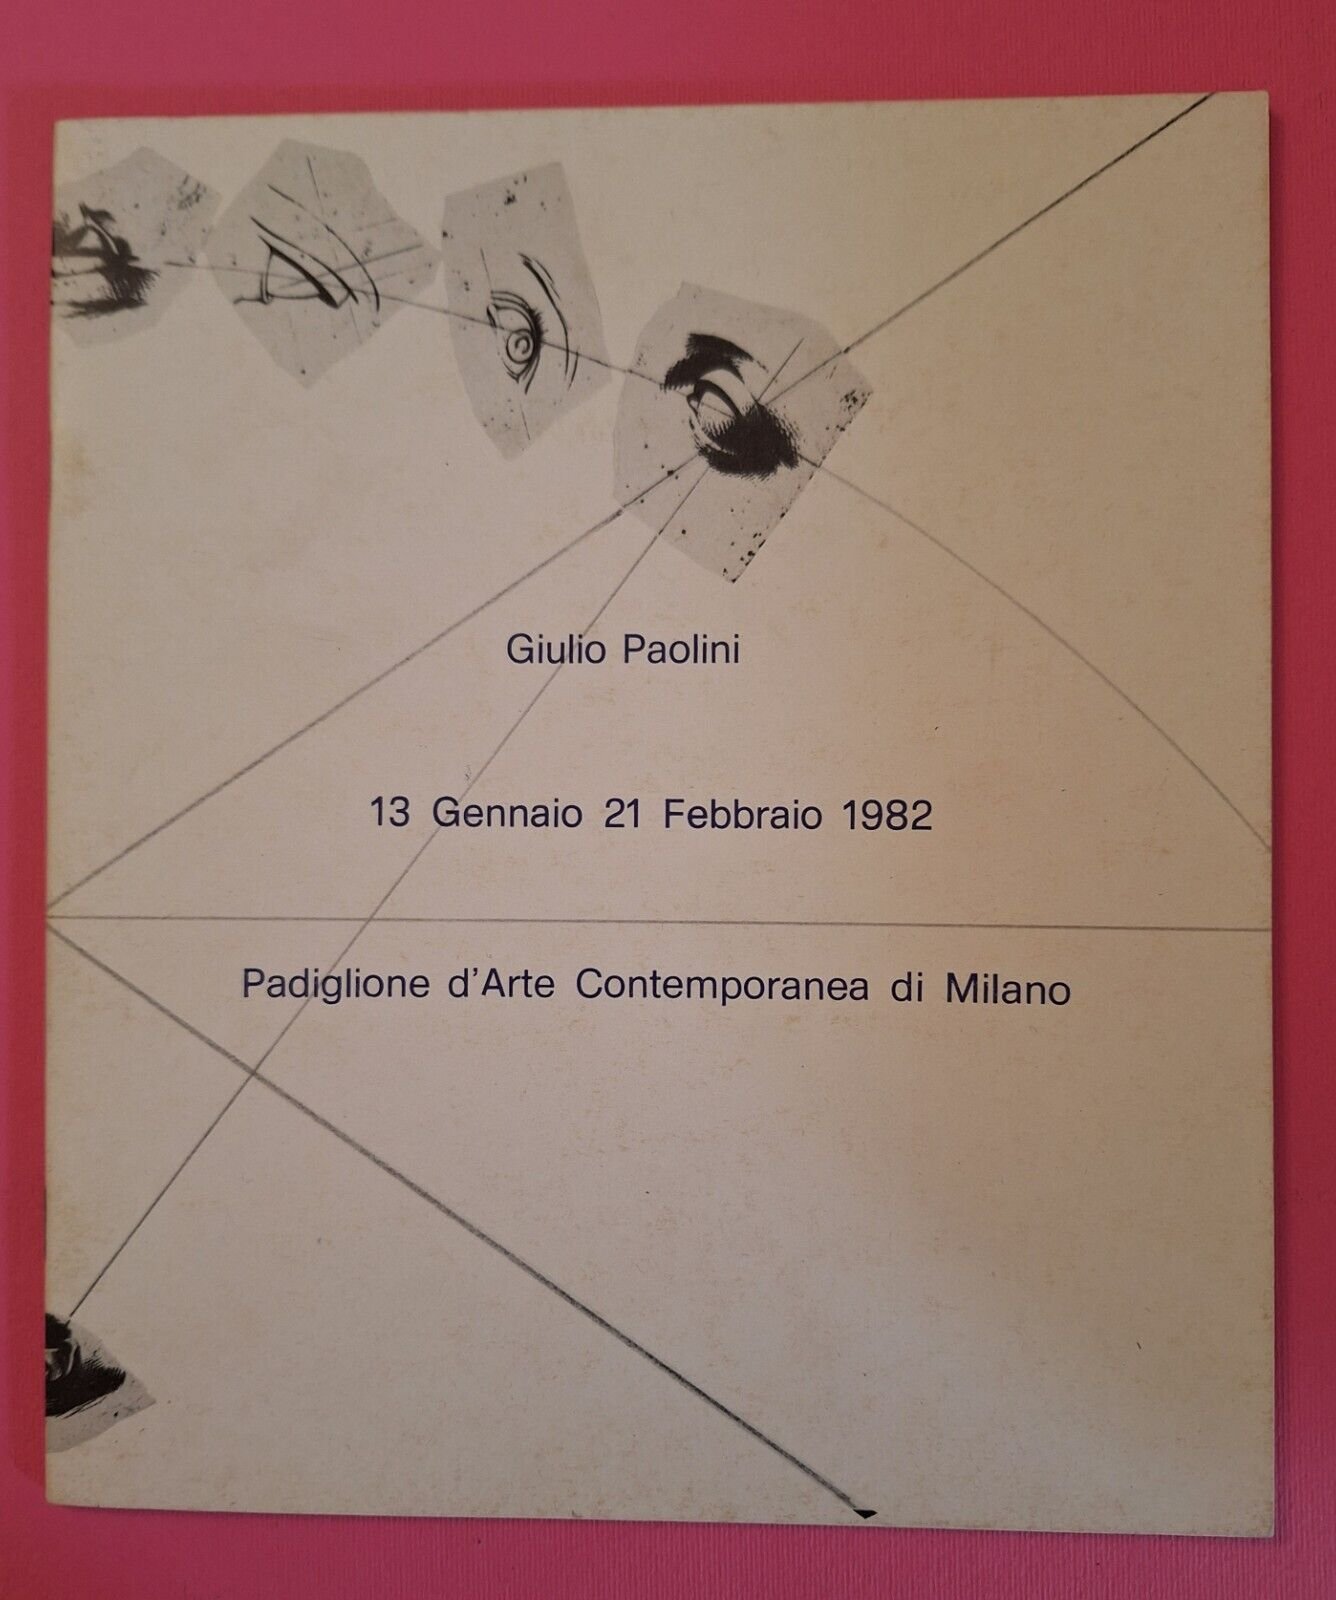 Giulio Paolini
13 Gennaio 21 Febbraio 1982
Padiglione d'Arte Contemporanea di Milano